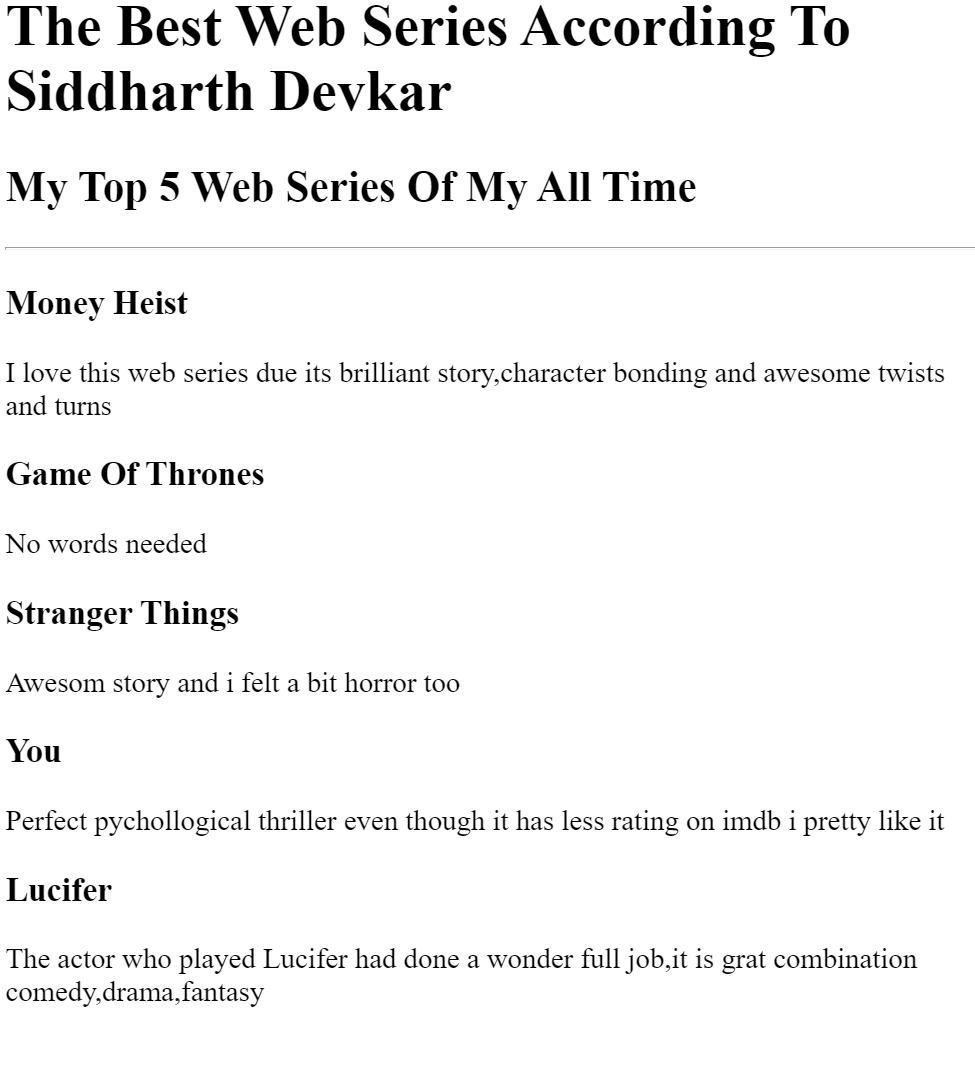 The Best Web Series According To
Siddharth Devkar
My Top 5 Web Series Of My All Time
Money Heist
I love this web series due its brilliant story,character bonding and awesome twists
and turns
Game Of Thrones
No words needed
Stranger Things
Awesom story and i felt a bit horror too
You
Perfect pychollogical thriller even though it has less rating on imdb i pretty like it
Lucifer
The actor who played Lucifer had done a wonder full job,it is grat combination
comedy,drama,fantasy